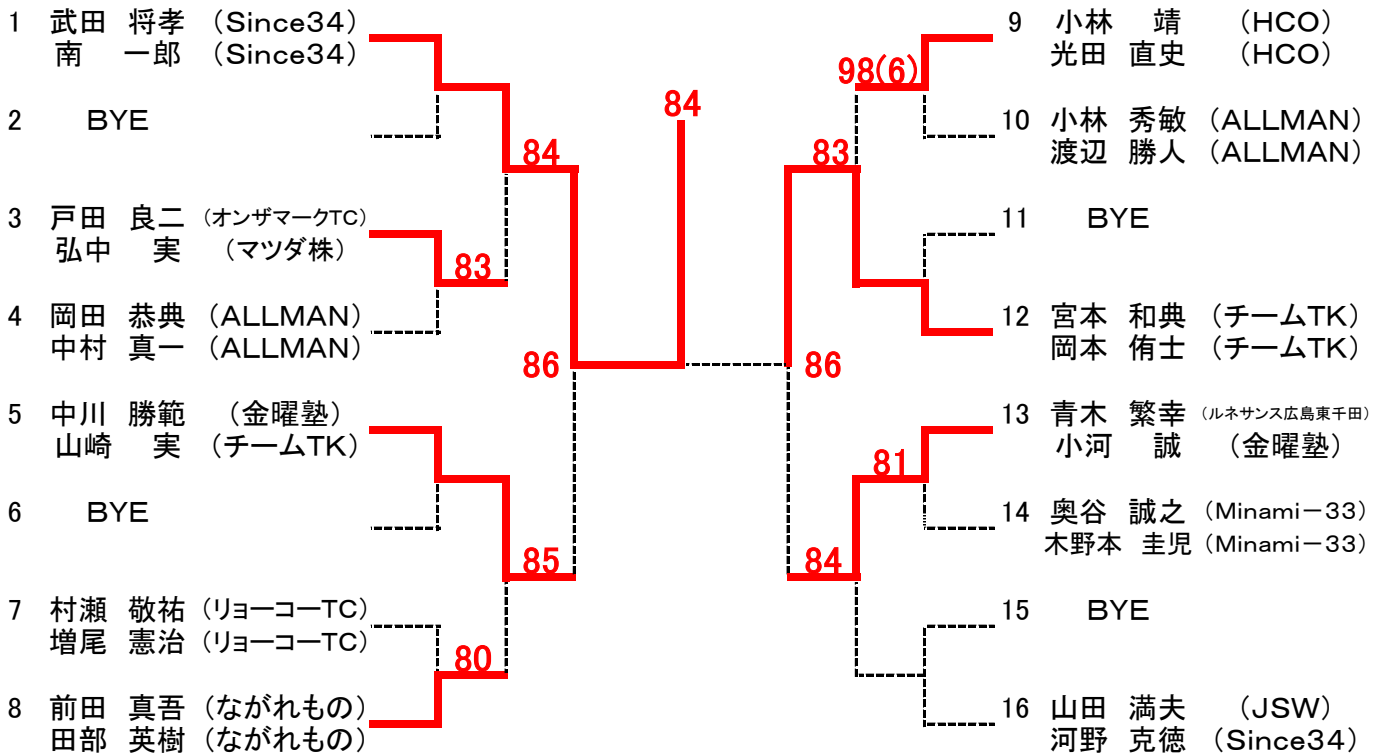 1 武田 将孝 (Since34)
南 一郎 (Since34)
2 BYE
3 戸田 良二 (オンザマークTC)
弘中 実 (マツダ株)
4 岡田 恭典 (ALLMAN)
中村 真一 (ALLMAN)
5 中川 勝範 (金曜塾)
山崎 実 (チームTK)
6 BYE
7 村瀬 敬祐 (リョーコーTC)
増尾 憲治 (リョーコーTC)
8 前田 真吾 (ながれもの)
田部 英樹 (ながれもの)
83
80
84
85
86
84
86
83
84
98(6)
81
9 小林 靖 (HCO)
光田 直史 (HCO)
10 小林 秀敏 (ALLMAN)
渡辺 勝人 (ALLMAN)
11 BYE
12 宮本 和典 (チームTK)
岡本 侑士 (チームTK)
13 青木 繁幸 (ルネサンス広島東千田)
小河 誠 (金曜塾)
14 奥谷 誠之 (Minami-33)
木野本 圭児 (Minami-33)
15 BYE
16 山田 満夫 (JSW)
河野 克徳 (Since34)